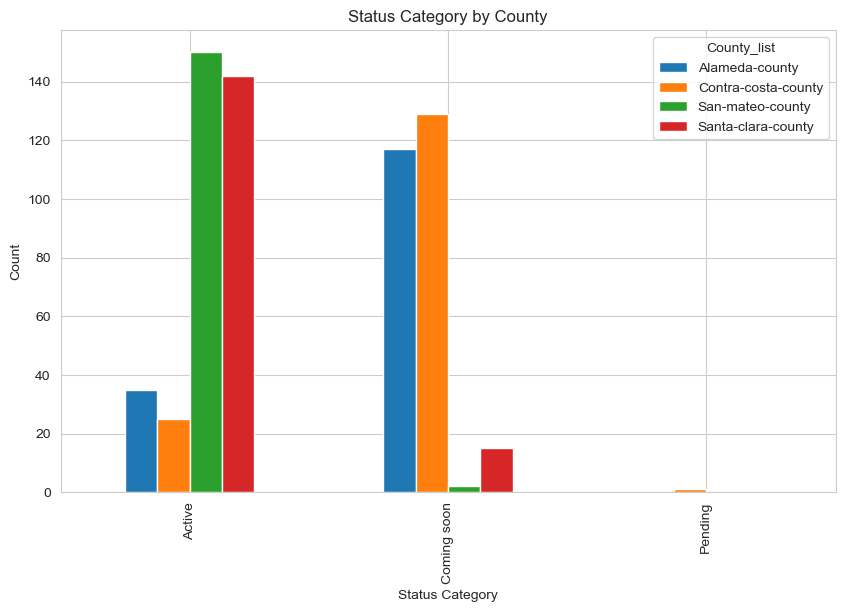 Status Category by County
County_list
Alameda-county
Contra-costa-county
San-mateo-county
Santa-clara-county
140
120
100
80
60
40
20
0
Count
Active
Coming soon
Pending
Status Category